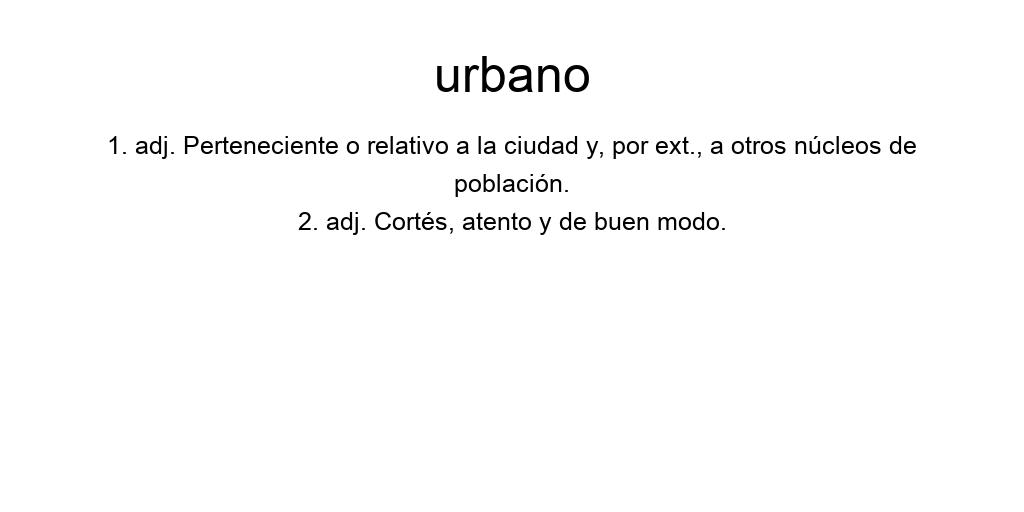 urbano
1. adj. Perteneciente o relativo a la ciudad y, por ext., a otros núcleos de
población.
2. adj. Cortés, atento y de buen modo.